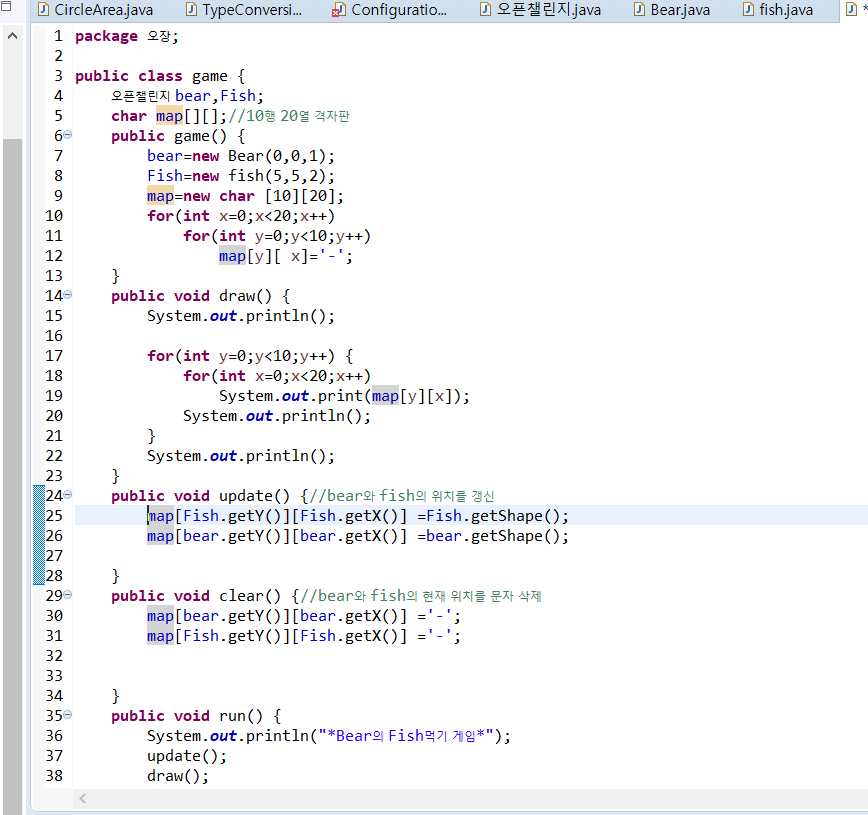 CircleArea.java TypeConversi... Configuratio... 오픈챌린지.java Bear.java fish.java *
1 package 오장;
2
3 public class game {
4 오픈챌린지 bear,Fish;
5 char map[][];//10행 20열 격자판
6 public game() {
7 bear=new Bear(0,0,1);
8 Fish=new fish(5,5,2);
9 map=new char [10][20];
10 for(int x=0;x<20;x++)
11 for(int y=0;y<10;y++)
12 map[y][ x]='-';
13 }
14 public void draw() {
15 System.out.println();
16
17 for(int y=0;y<10;y++) {
18 for(int x=0;x<20;x++)
19 System.out.print(map[y][x]);
20 System.out.println();
21 }
22 System.out.println();
23 }
24 public void update() {//bear와 fish의 위치를 갱신
25 map[Fish.getY()][Fish.getX()] =Fish.getShape();
26 map[bear.getY()][bear.getX()] =bear.getShape();
27
28 }
29 public void clear() {//bear와 fish의 현재 위치를 문자 삭제
30 map[bear.getY()][bear.getX()] ='-';
31 map[Fish.getY()][Fish.getX()] ='-';
32
33
34 }
35 public void run() {
36 System.out.println("*Bear의 Fish먹기 게임*");
37 update();
38 draw();